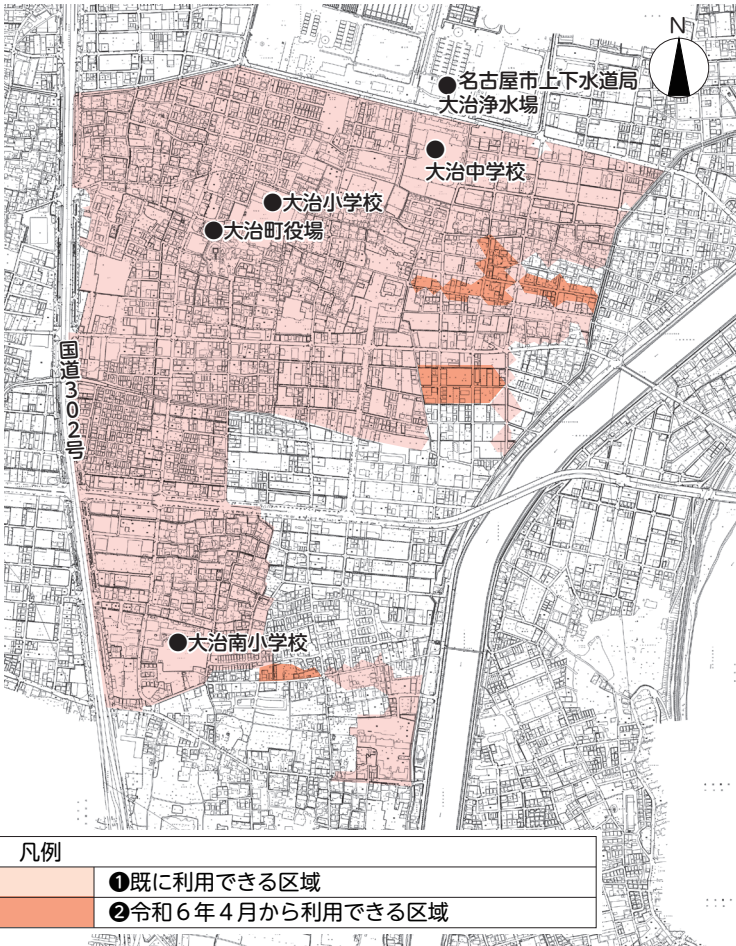 N
名古屋市上下水道局
大治浄水場
大治中学校
大治小学校
大治町役場
国道302号
大治南小学校
凡例
❶既に利用できる区域
❷令和6年4月から利用できる区域